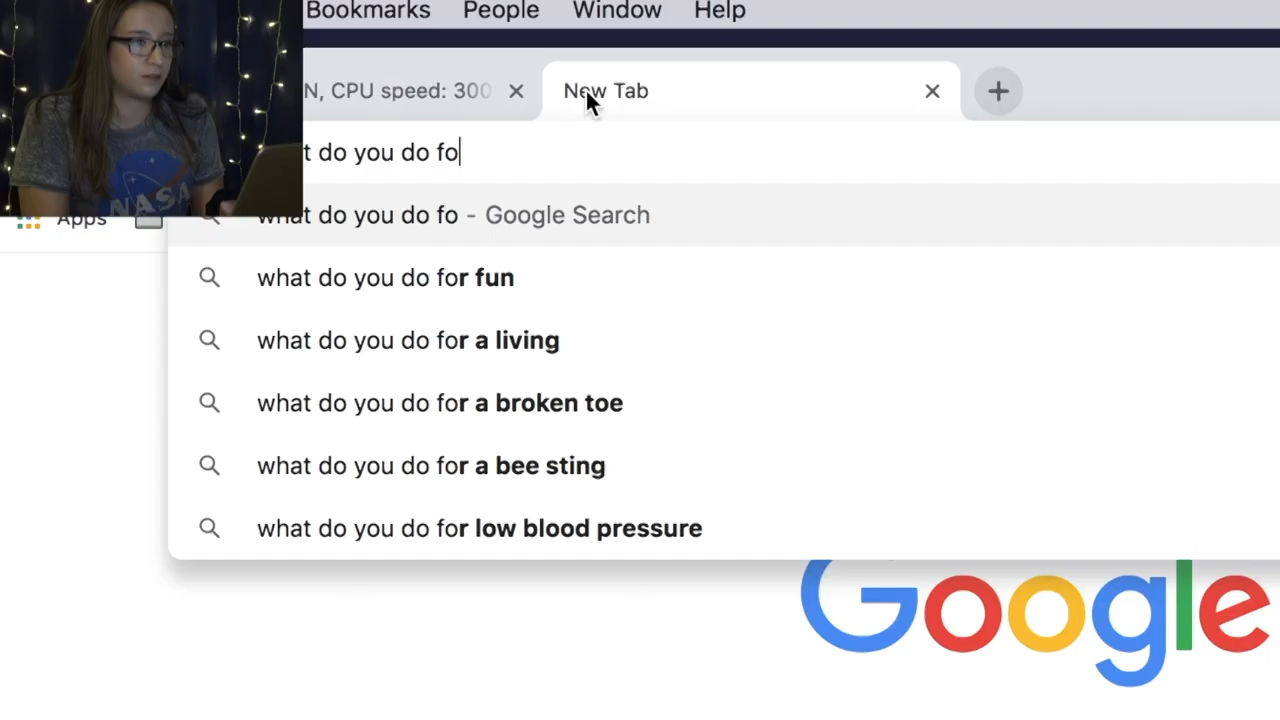 Bookmarks People Window Help
N, CPU speed: 300
New Tab
t do you do fo
Apps
what do you do fo - Google Search
what do you do for fun
what do you do for a living
what do you do for a broken toe
what do you do for a bee sting
what do you do for low blood pressure
Google
NASA